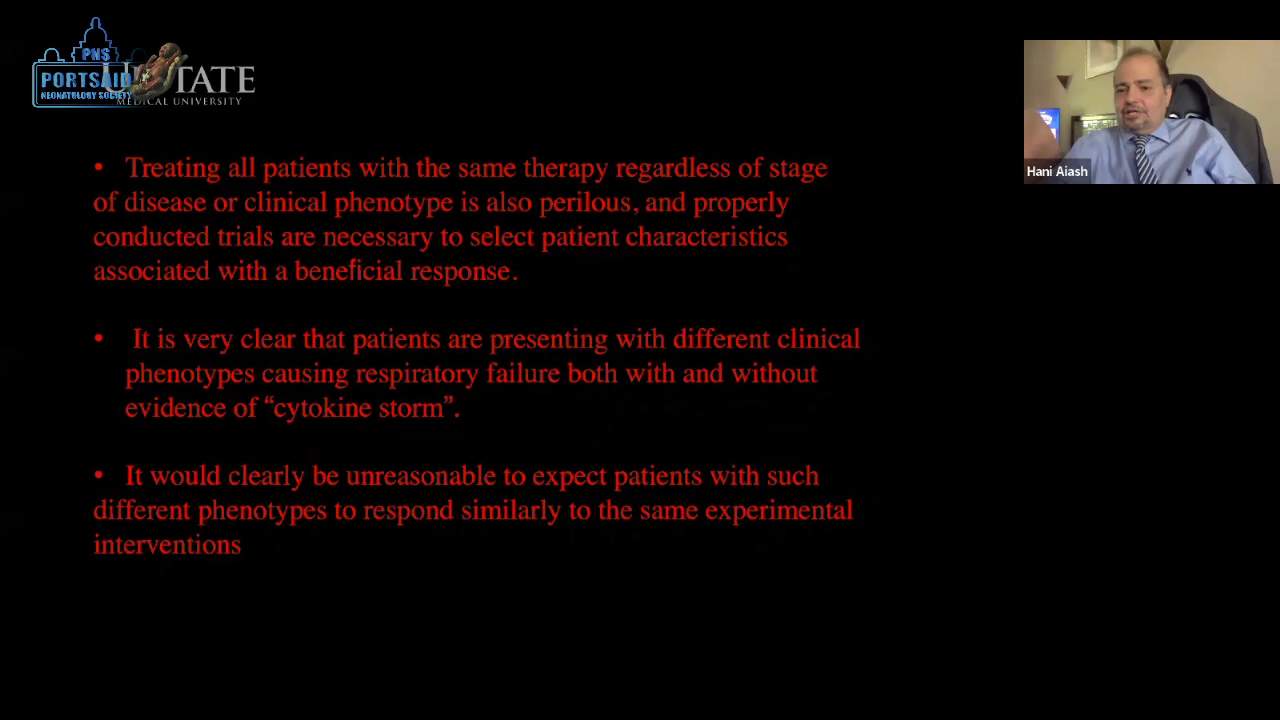 PNS
PORTSAID
NEONATOLOGY SOCIETY
TATE
MEDICAL UNIVERSITY
Hani Aiash
• Treating all patients with the same therapy regardless of stage
of disease or clinical phenotype is also perilous, and properly
conducted trials are necessary to select patient characteristics
associated with a beneficial response.
• It is very clear that patients are presenting with different clinical
phenotypes causing respiratory failure both with and without
evidence of “cytokine storm”.
• It would clearly be unreasonable to expect patients with such
different phenotypes to respond similarly to the same experimental
interventions